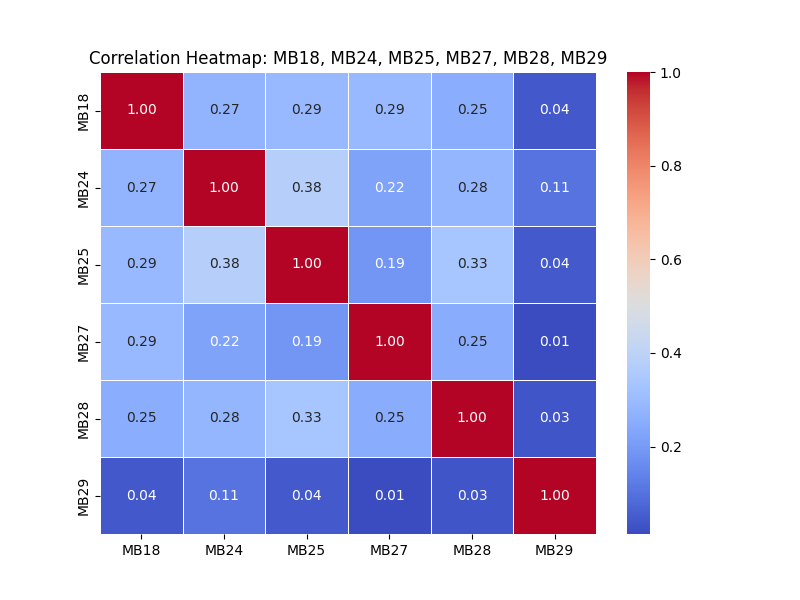 Correlation Heatmap: MB18, MB24, MB25, MB27, MB28, MB29
MB18 1.00 0.27 0.29 0.29 0.25 0.04
MB24 0.27 1.00 0.38 0.22 0.28 0.11
MB25 0.29 0.38 1.00 0.19 0.33 0.04
MB27 0.29 0.22 0.19 1.00 0.25 0.01
MB28 0.25 0.28 0.33 0.25 1.00 0.03
MB29 0.04 0.11 0.04 0.01 0.03 1.00
MB18 MB24 MB25 MB27 MB28 MB29
1.0
0.8
0.6
0.4
0.2